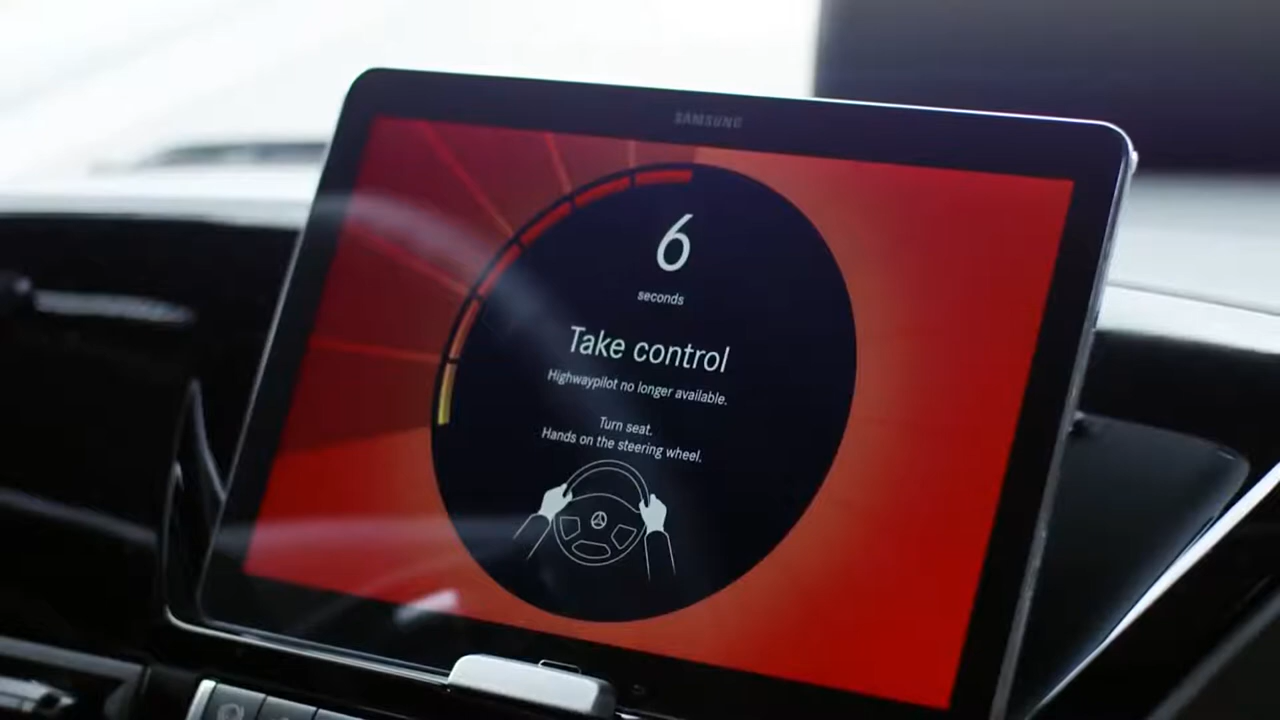 SAMSUNG
6
seconds
Take control
Highwaypilot no longer available.
Turn seat.
Hands on the steering wheel.